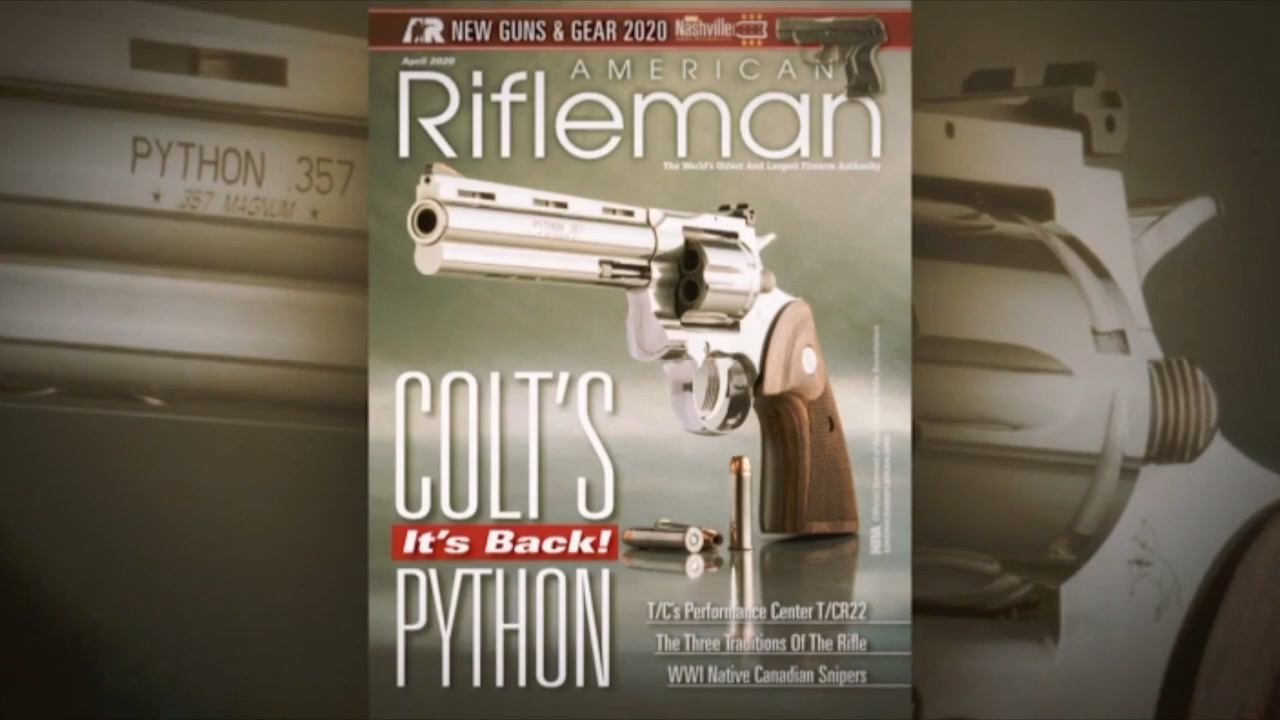 PYTHON .357
.357 MAGNUM
AR NEW GUNS & GEAR 2020 Nashville
April 2020
AMERICAN
Rifleman
The World's Oldest And Largest Firearm Authority
PYTHON .357
COLT'S
It's Back!
PYTHON
T/C's Performance Center T/CR22
The Three Traditions Of The Rifle
WWI Native Canadian Snipers
NRA